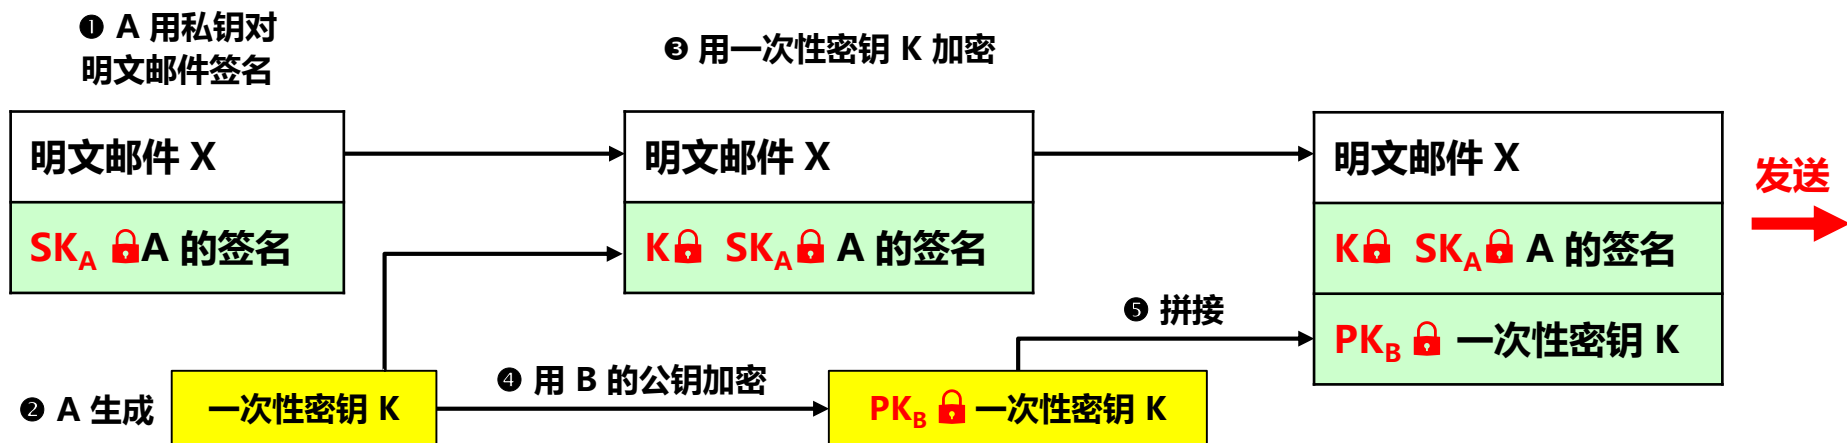 ❶ A 用私钥对
明文邮件签名
❸ 用一次性密钥 K 加密
明文邮件 X
SKA A 的签名
明文邮件 X
K SKA A 的签名
明文邮件 X
K SKA A 的签名
PKB 一次性密钥 K
发送
❺ 拼接
❷ A 生成
一次性密钥 K
❹ 用 B 的公钥加密
PKB 一次性密钥 K